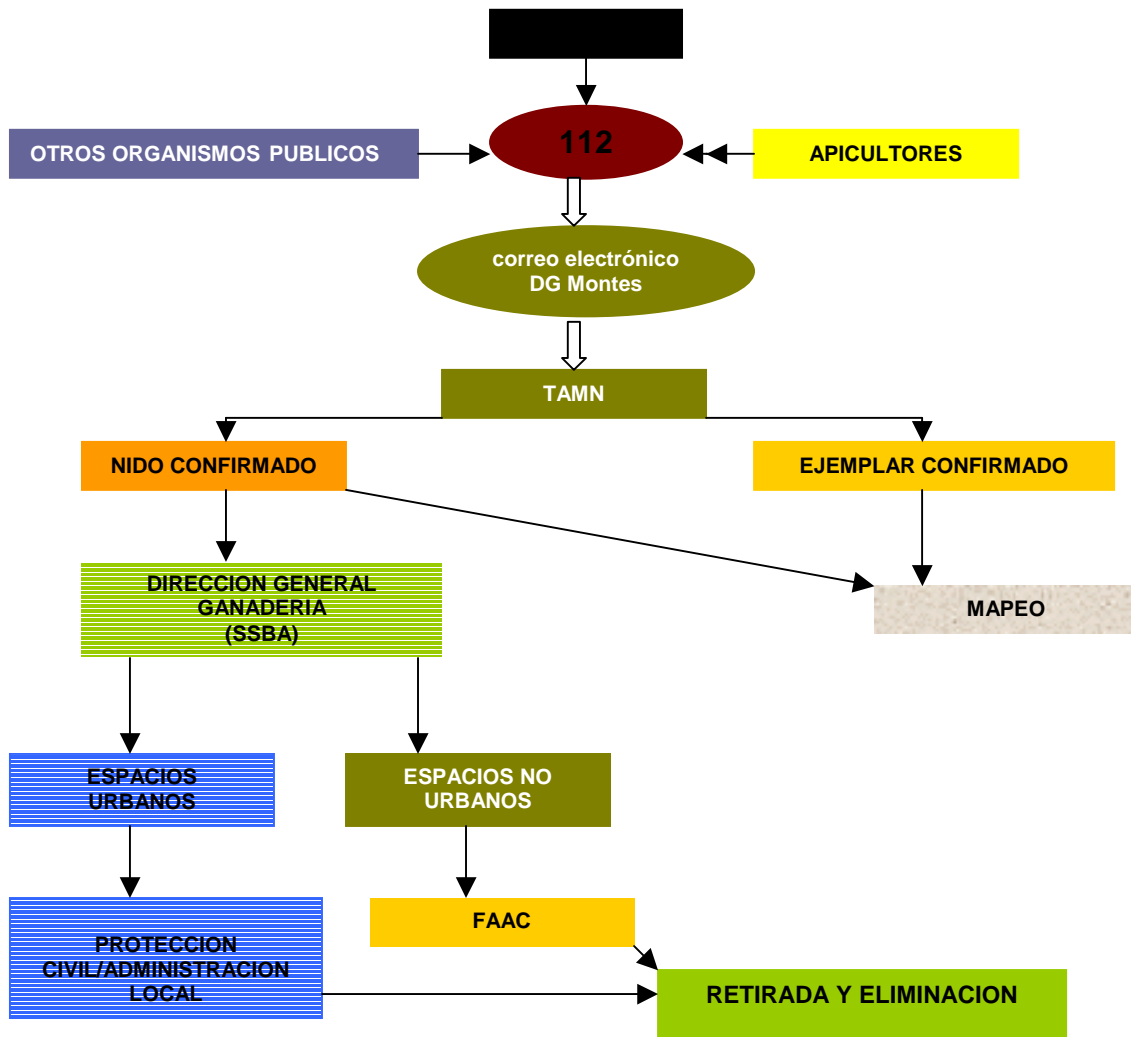 112
OTROS ORGANISMOS PUBLICOS
APICULTORES
correo electrónico
DG Montes
TAMN
NIDO CONFIRMADO
EJEMPLAR CONFIRMADO
DIRECCION GENERAL
GANADERIA
(SSBA)
MAPEO
ESPACIOS
URBANOS
ESPACIOS NO
URBANOS
PROTECCION
CIVIL/ADMINISTRACION
LOCAL
FAAC
RETIRADA Y ELIMINACION